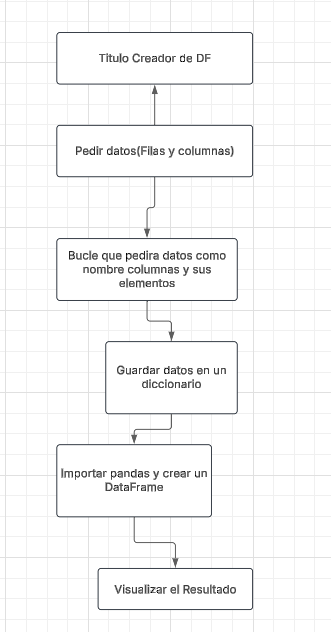 Titulo Creador de DF
Pedir datos(Filas y columnas)
Bucle que pedira datos como
nombre columnas y sus
elementos
Guardar datos en un
diccionario
Importar pandas y crear un
DataFrame
Visualizar el Resultado